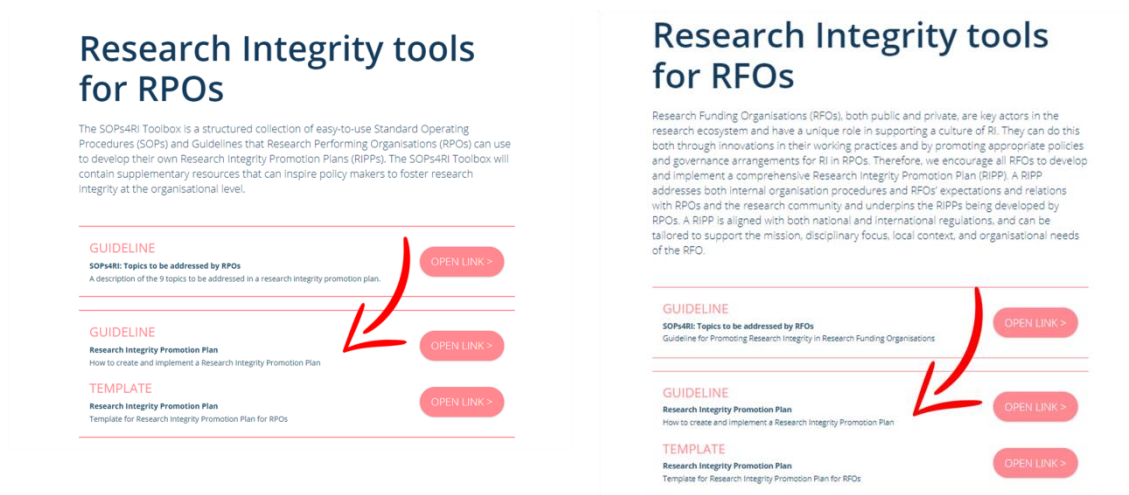 Research Integrity tools
for RPOs
The SOPs4RI Toolbox is a structured collection of easy-to-use Standard Operating
Procedures (SOPs) and Guidelines that Research Performing Organisations (RPOs) can use
to develop their own Research Integrity Promotion Plans (RIPPs). The SOPs4RI Toolbox will
contain supplementary resources that can inspire policy makers to foster research
integrity at the organisational level.
GUIDELINE
SOPs4RI: Topics to be addressed by RPOs
A description of the 9 topics to be addressed in a research integrity promotion plan.
OPEN LINK >
GUIDELINE
Research Integrity Promotion Plan
How to create and implement a Research Integrity Promotion Plan
OPEN LINK >
TEMPLATE
Research Integrity Promotion Plan
Template for Research Integrity Promotion Plan for RPOs
OPEN LINK >
Research Integrity tools
for RFOs
Research Funding Organisations (RFOs), both public and private, are key actors in the
research ecosystem and have a unique role in supporting a culture of RI. They can do this
both through innovations in their working practices and by promoting appropriate policies
and governance arrangements for RI in RPOs. Therefore, we encourage all RFOs to develop
and implement a comprehensive Research Integrity Promotion Plan (RIPP). A RIPP
addresses both internal organisation procedures and RFOs' expectations and relations
with RPOs and the research community and underpins the RIPPs being developed by
RPOs. A RIPP is aligned with both national and international regulations, and can be
tailored to support the mission, disciplinary focus, local context, and organisational needs
of the RFO.
GUIDELINE
SOPs4RI: Topics to be addressed by RFOs
Guideline for Promoting Research Integrity in Research Funding Organisations
OPEN LINK >
GUIDELINE
Research Integrity Promotion Plan
How to create and implement a Research Integrity Promotion Plan
OPEN LINK >
TEMPLATE
Research Integrity Promotion Plan
Template for Research Integrity Promotion Plan for RFOs
OPEN LINK >